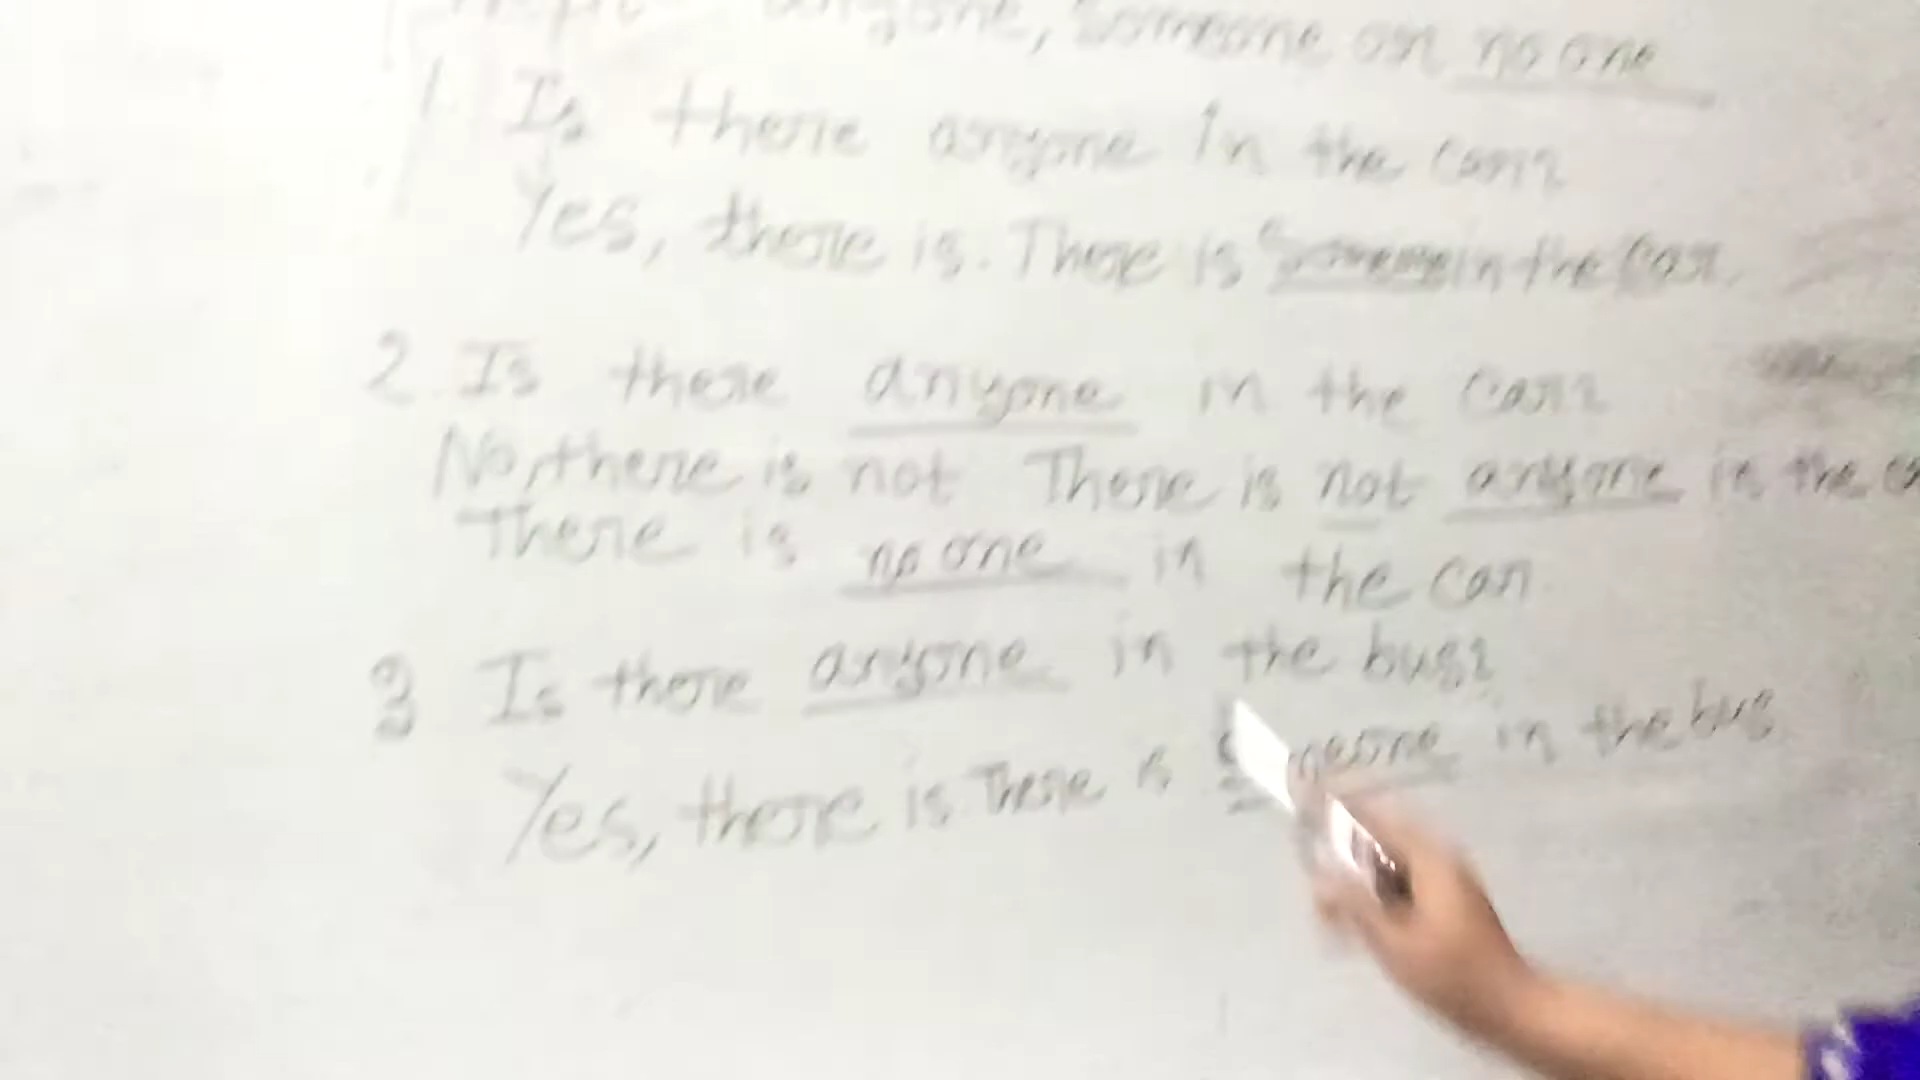 anyone, Someone or no one
1. Is there anyone in the car?
Yes, there is. There is Someone in the car.
2. Is there anyone in the car?
No, there is not There is not anyone in the
There is no one in the car
3 Is there anyone in the bus?
Yes, there is. There is Someone in the bus